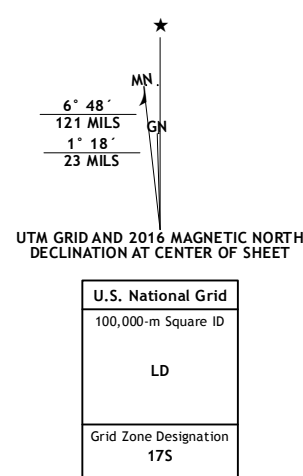 MN
6° 48´
121 MILS
GN
1° 18´
23 MILS
UTM GRID AND 2016 MAGNETIC NORTH
DECLINATION AT CENTER OF SHEET
U.S. National Grid
100,000-m Square ID
LD
Grid Zone Designation
17S